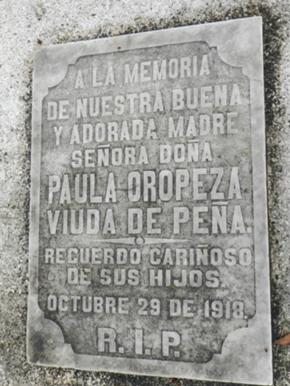 A LA MEMORIA
DE NUESTRA BUENA
Y ADORADA MADRE
SEÑORA DOÑA
PAULA OROPEZA
VIUDA DE PEÑA.
RECUERDO CARIÑOSO
DE SUS HIJOS.
OCTUBRE 29 DE 1918.
R. I. P.